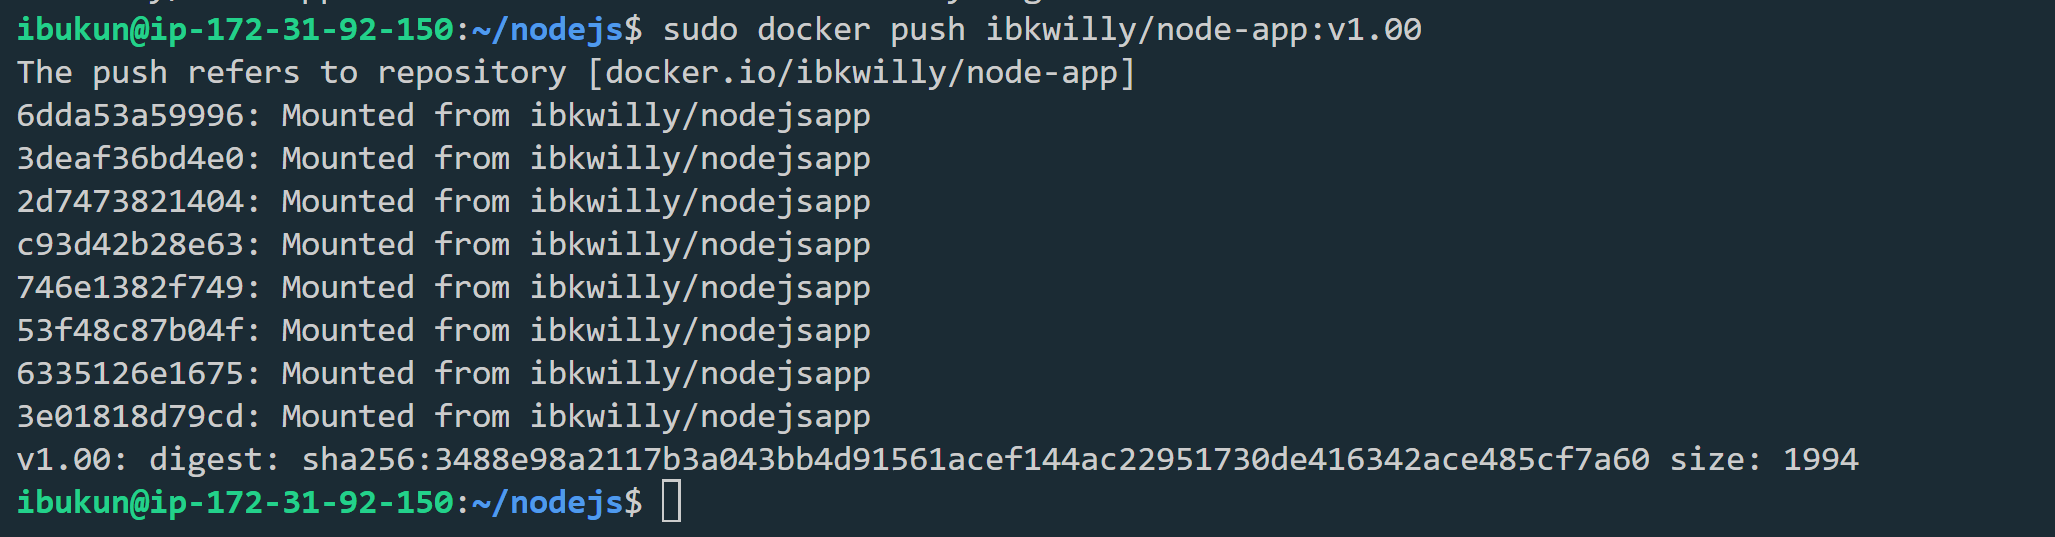 ibukun@ip-172-31-92-150:~/nodejs$ sudo docker push ibkwilly/node-app:v1.00
The push refers to repository [docker.io/ibkwilly/node-app]
6dda53a59996: Mounted from ibkwilly/nodejsapp
3deaf36bd4e0: Mounted from ibkwilly/nodejsapp
2d7473821404: Mounted from ibkwilly/nodejsapp
c93d42b28e63: Mounted from ibkwilly/nodejsapp
746e1382f749: Mounted from ibkwilly/nodejsapp
53f48c87b04f: Mounted from ibkwilly/nodejsapp
6335126e1675: Mounted from ibkwilly/nodejsapp
3e01818d79cd: Mounted from ibkwilly/nodejsapp
v1.00: digest: sha256:3488e98a2117b3a043bb4d91561acef144ac22951730de416342ace485cf7a60 size: 1994
ibukun@ip-172-31-92-150:~/nodejs$